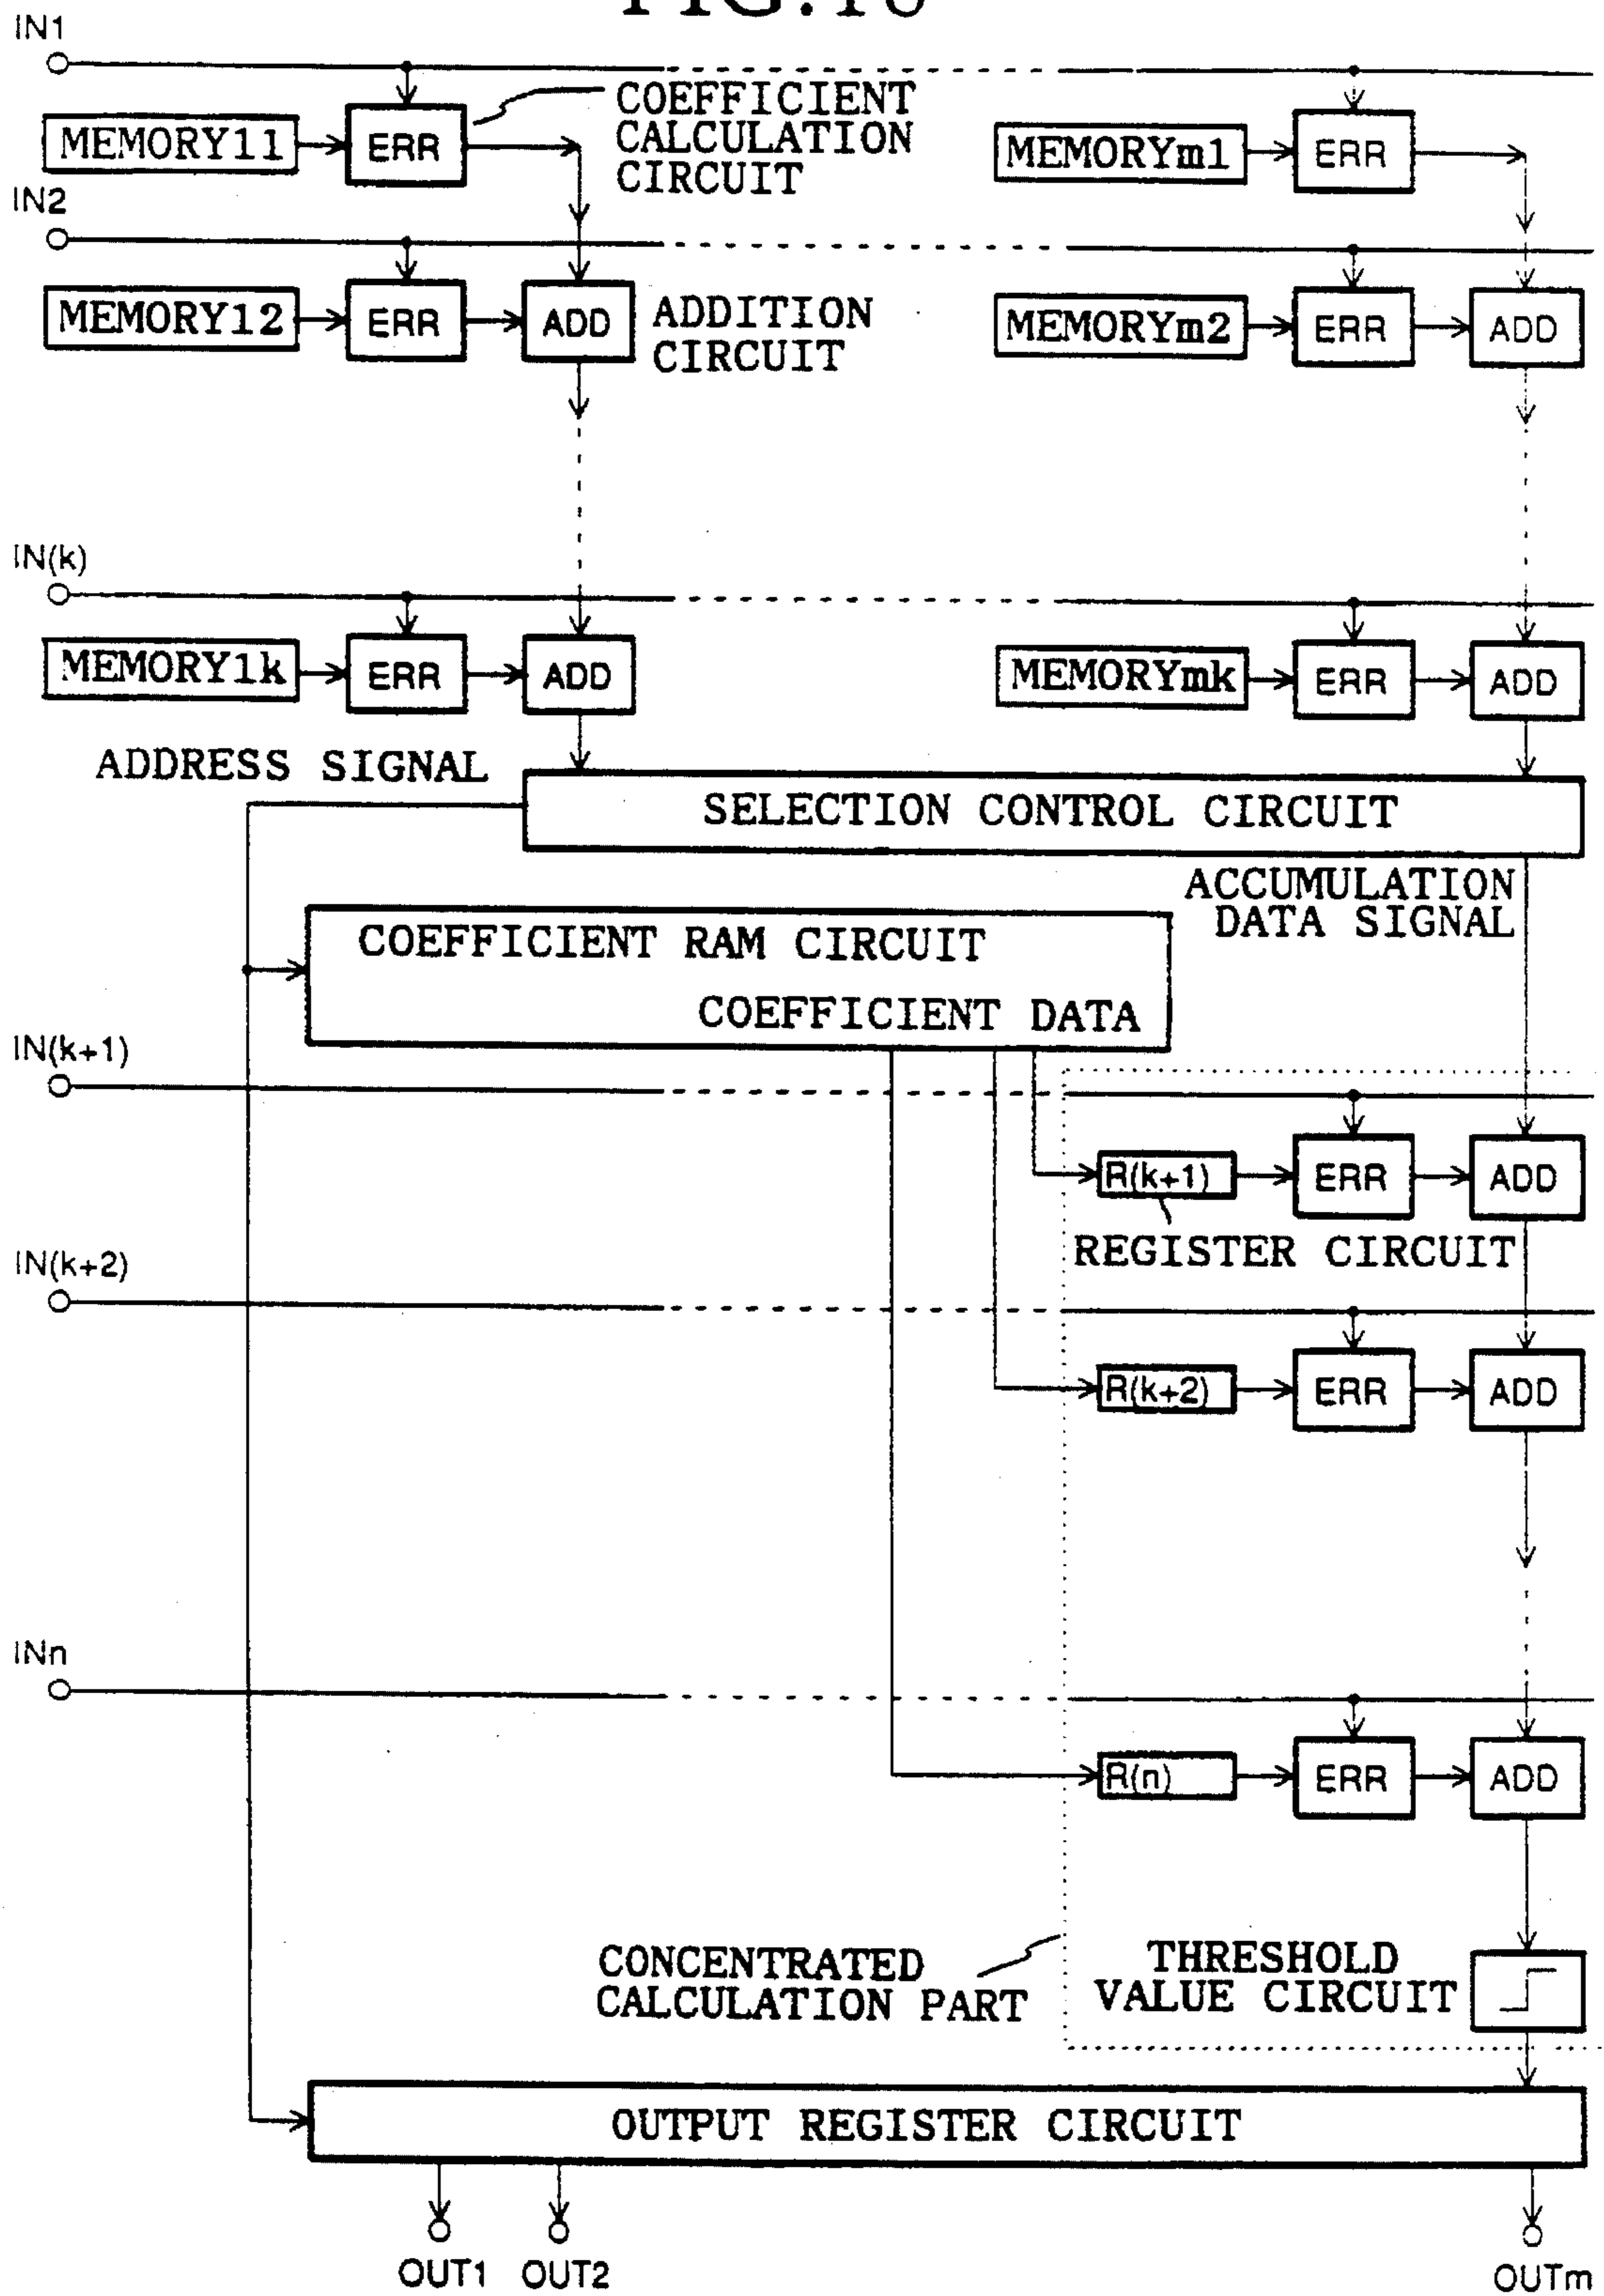 FIG.10
IN1
MEMORY11
ERR
COEFFICIENT
CALCULATION
CIRCUIT
MEMORYm1
ERR
IN2
MEMORY12
ERR
ADD
ADDITION
CIRCUIT
MEMORYm2
ERR
ADD
IN(k)
MEMORY1k
ERR
ADD
MEMORYmk
ERR
ADD
ADDRESS SIGNAL
SELECTION CONTROL CIRCUIT
ACCUMULATION
DATA SIGNAL
COEFFICIENT RAM CIRCUIT
COEFFICIENT DATA
IN(k+1)
R(k+1)
ERR
ADD
REGISTER CIRCUIT
IN(k+2)
R(k+2)
ERR
ADD
INn
R(n)
ERR
ADD
CONCENTRATED
CALCULATION PART
THRESHOLD
VALUE CIRCUIT
OUTPUT REGISTER CIRCUIT
OUT1
OUT2
OUTm